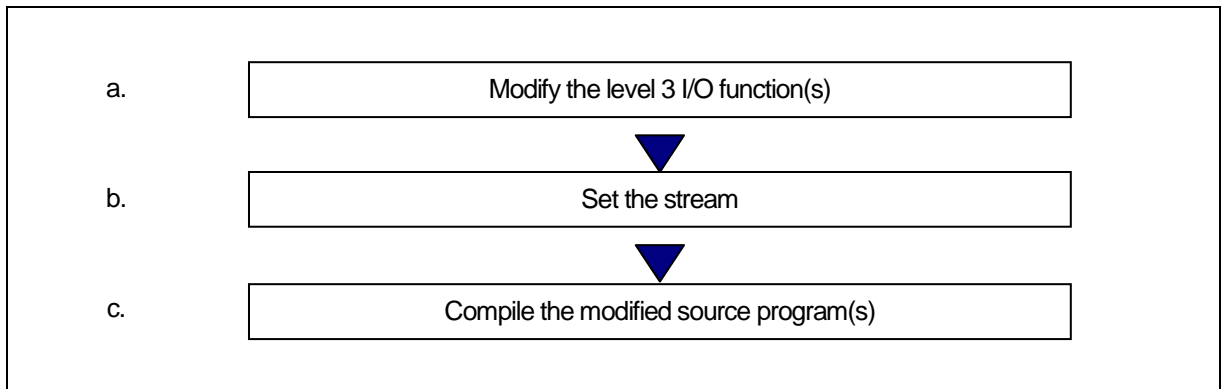 a. Modify the level 3 I/O function(s)
b. Set the stream
c. Compile the modified source program(s)